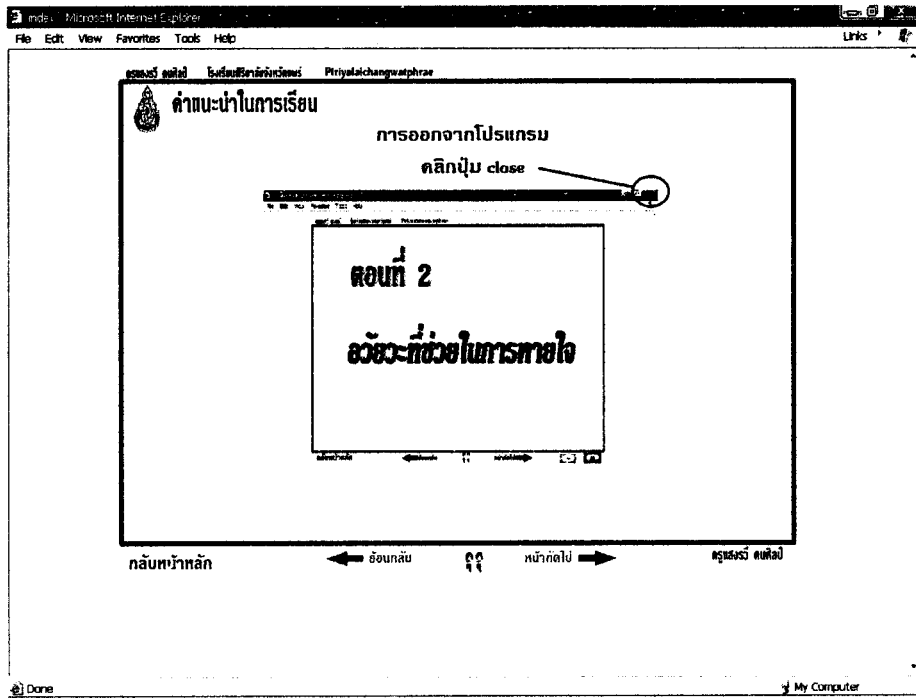 index - Microsoft Internet Explorer
File Edit View Favorites Tools Help Links
ครูแสงรวี คนศิลป์ โรงเรียนพิริยาลัยจังหวัดแพร่ Piriyalaichangwatphrae
คำแนะนำในการเรียน
การออกจากโปรแกรม
คลิกปุ่ม close
ตอนที่ 2
อวัยวะที่ช่วยในการหายใจ
กลับหน้าหลัก ย้อนกลับ หน้าถัดไป ครูแสงรวี คนศิลป์
Done My Computer